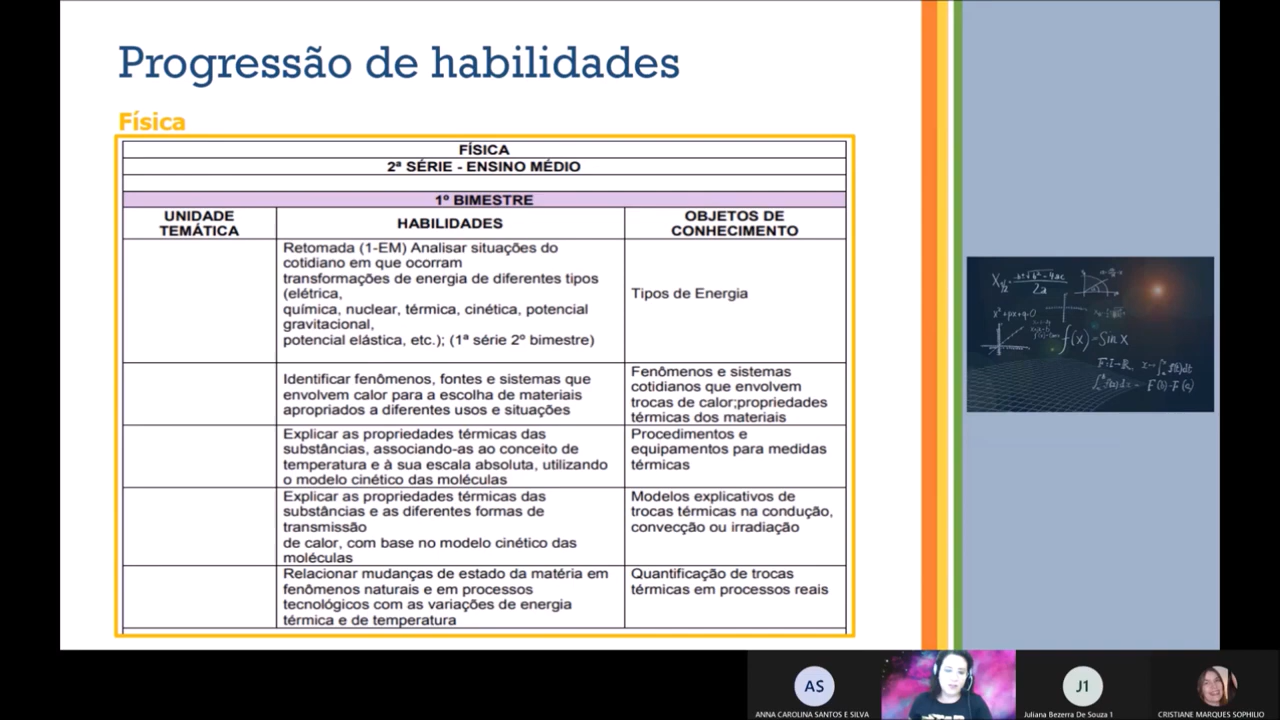 Progressão de habilidades
Física
FÍSICA
2ª SÉRIE - ENSINO MÉDIO
1º BIMESTRE
UNIDADE
TEMÁTICA
HABILIDADES
OBJETOS DE
CONHECIMENTO
Retomada (1-EM) Analisar situações do
cotidiano em que ocorram
transformações de energia de diferentes tipos
(elétrica,
química, nuclear, térmica, cinética, potencial
gravitacional,
potencial elástica, etc.); (1ª série 2º bimestre)
Tipos de Energia
Identificar fenômenos, fontes e sistemas que
envolvem calor para a escolha de materiais
apropriados a diferentes usos e situações
Fenômenos e sistemas
cotidianos que envolvem
trocas de calor;propriedades
térmicas dos materiais
Explicar as propriedades térmicas das
substâncias, associando-as ao conceito de
temperatura e à sua escala absoluta, utilizando
o modelo cinético das moléculas
Procedimentos e
equipamentos para medidas
térmicas
Explicar as propriedades térmicas das
substâncias e as diferentes formas de
transmissão
de calor, com base no modelo cinético das
moléculas
Modelos explicativos de
trocas térmicas na condução,
convecção ou irradiação
Relacionar mudanças de estado da matéria em
fenômenos naturais e em processos
tecnológicos com as variações de energia
térmica e de temperatura
Quantificação de trocas
térmicas em processos reais
f(x)=Sin x
AS
J1
ANNA CAROLINA SANTOS E SILVA
Juliana Bezerra De Souza 1
CRISTIANE MARQUES SOPHILIO